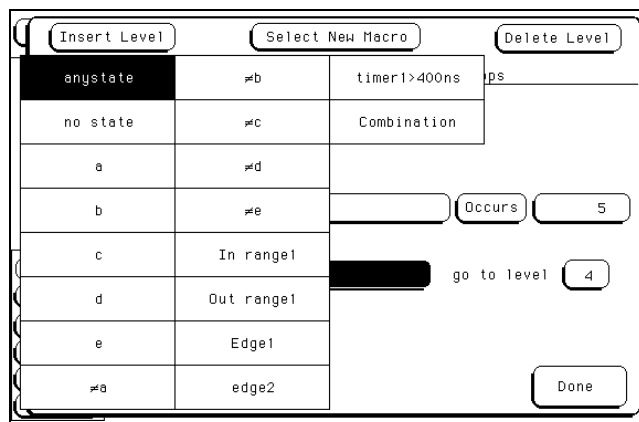 Insert Level Select New Macro Delete Level
anystate ≠b timer1>400ns ps
no state ≠c Combination
a ≠d
b ≠e Occurs 5
c In range1
go to level 4
d Out range1
e Edge1
≠a edge2 Done